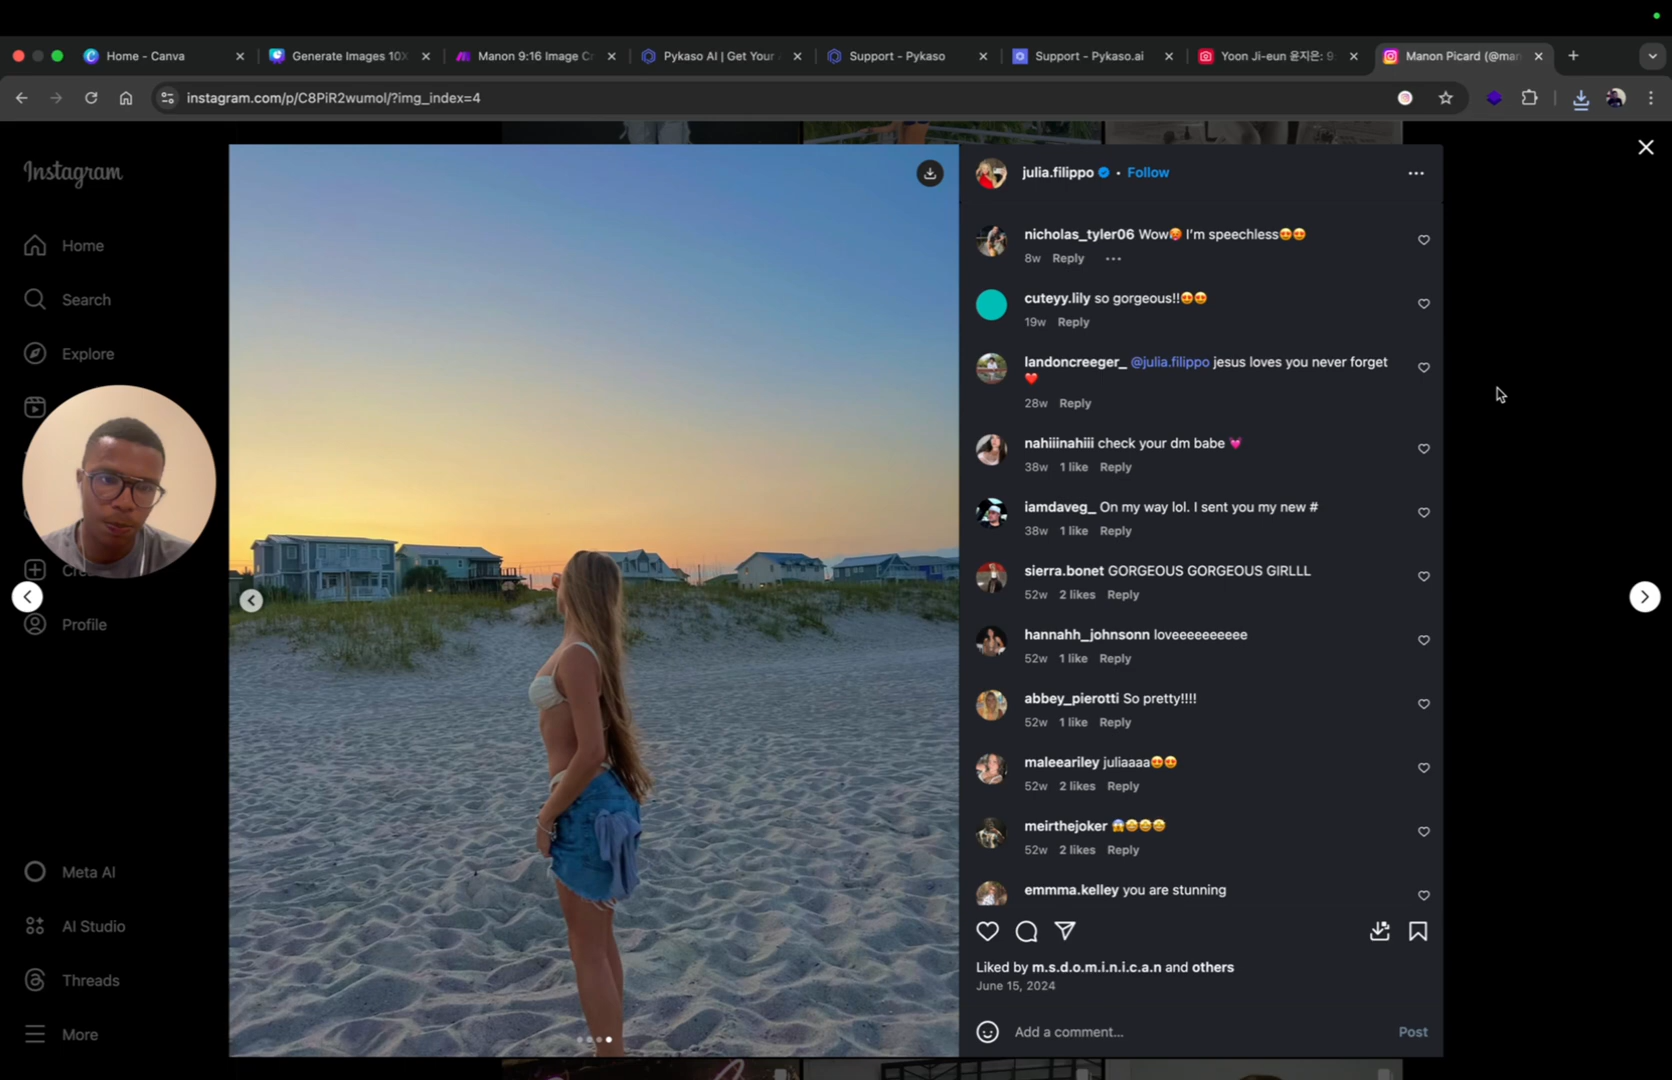 Home - Canva
Generate Images 10X
Manon 9:16 Image Cr
Pykaso AI | Get Your
Support - Pykaso
Support - Pykaso.ai
Yoon Ji-eun 윤지은: 9:
Manon Picard (@man
instagram.com/p/C8PiR2wumol/?img_index=4
Instagram
Home
Search
Explore
Profile
Meta AI
AI Studio
Threads
More
julia.filippo • Follow
nicholas_tyler06 Wow🥵 I'm speechless😍😍
8w Reply
cuteyy.lily so gorgeous!!😍😍
19w Reply
landoncreeger_ @julia.filippo jesus loves you never forget
❤️
28w Reply
nahiiinahiii check your dm babe 💓
38w 1 like Reply
iamdaveg_ On my way lol. I sent you my new #
38w 1 like Reply
sierra.bonet GORGEOUS GORGEOUS GIRLLL
52w 2 likes Reply
hannahh_johnsonn loveeeeeeeeee
52w 1 like Reply
abbey_pierotti So pretty!!!!
52w 1 like Reply
maleeariley juliaaaa😍😍
52w 2 likes Reply
meirthejoker 😱🤩🤩🤩
52w 2 likes Reply
emmma.kelley you are stunning
Liked by m.s.d.o.m.i.n.i.c.a.n and others
June 15, 2024
Add a comment...
Post